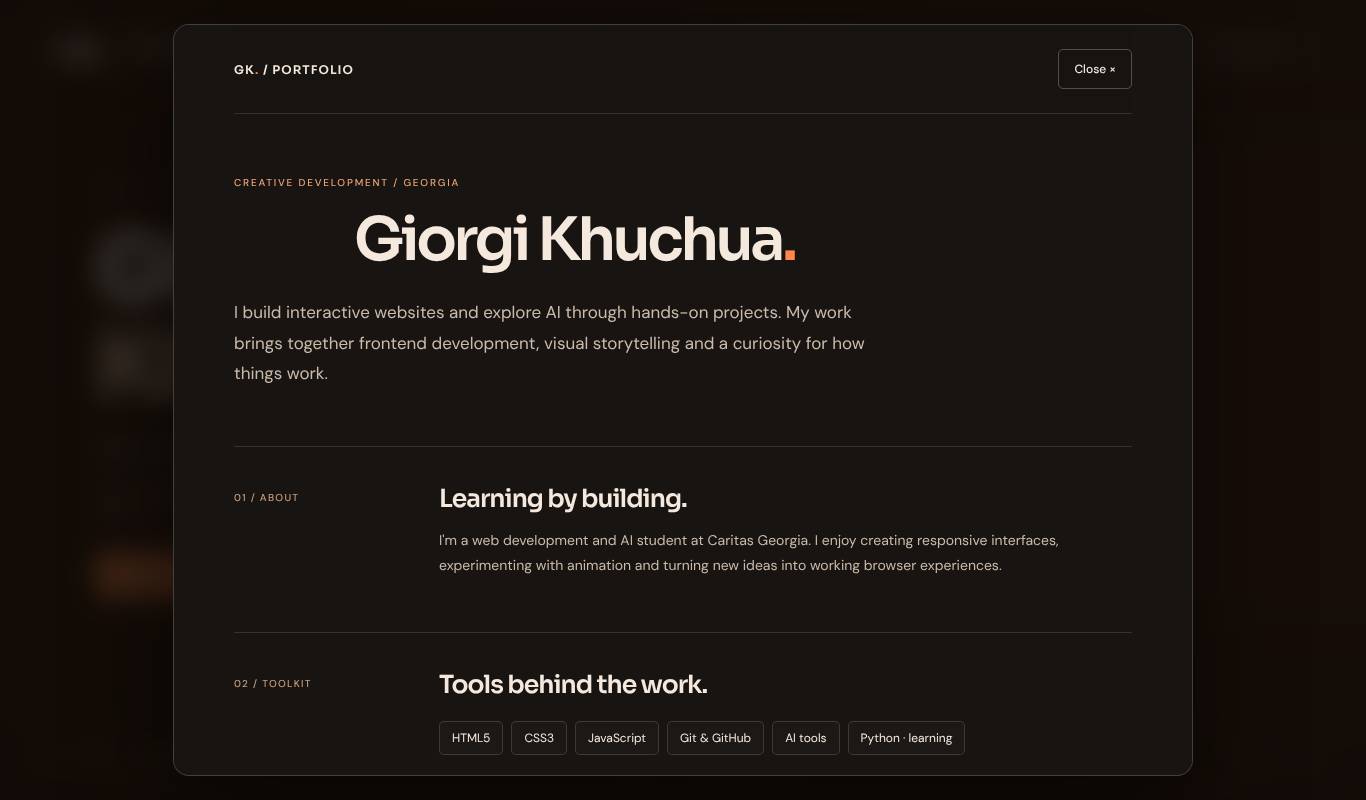 GK. / PORTFOLIO
Close ×
CREATIVE DEVELOPMENT / GEORGIA
Giorgi Khuchua.
I build interactive websites and explore AI through hands-on projects. My work
brings together frontend development, visual storytelling and a curiosity for how
things work.
01 / ABOUT
Learning by building.
I'm a web development and AI student at Caritas Georgia. I enjoy creating responsive interfaces,
experimenting with animation and turning new ideas into working browser experiences.
02 / TOOLKIT
Tools behind the work.
HTML5 CSS3 JavaScript Git & GitHub AI tools Python · learning